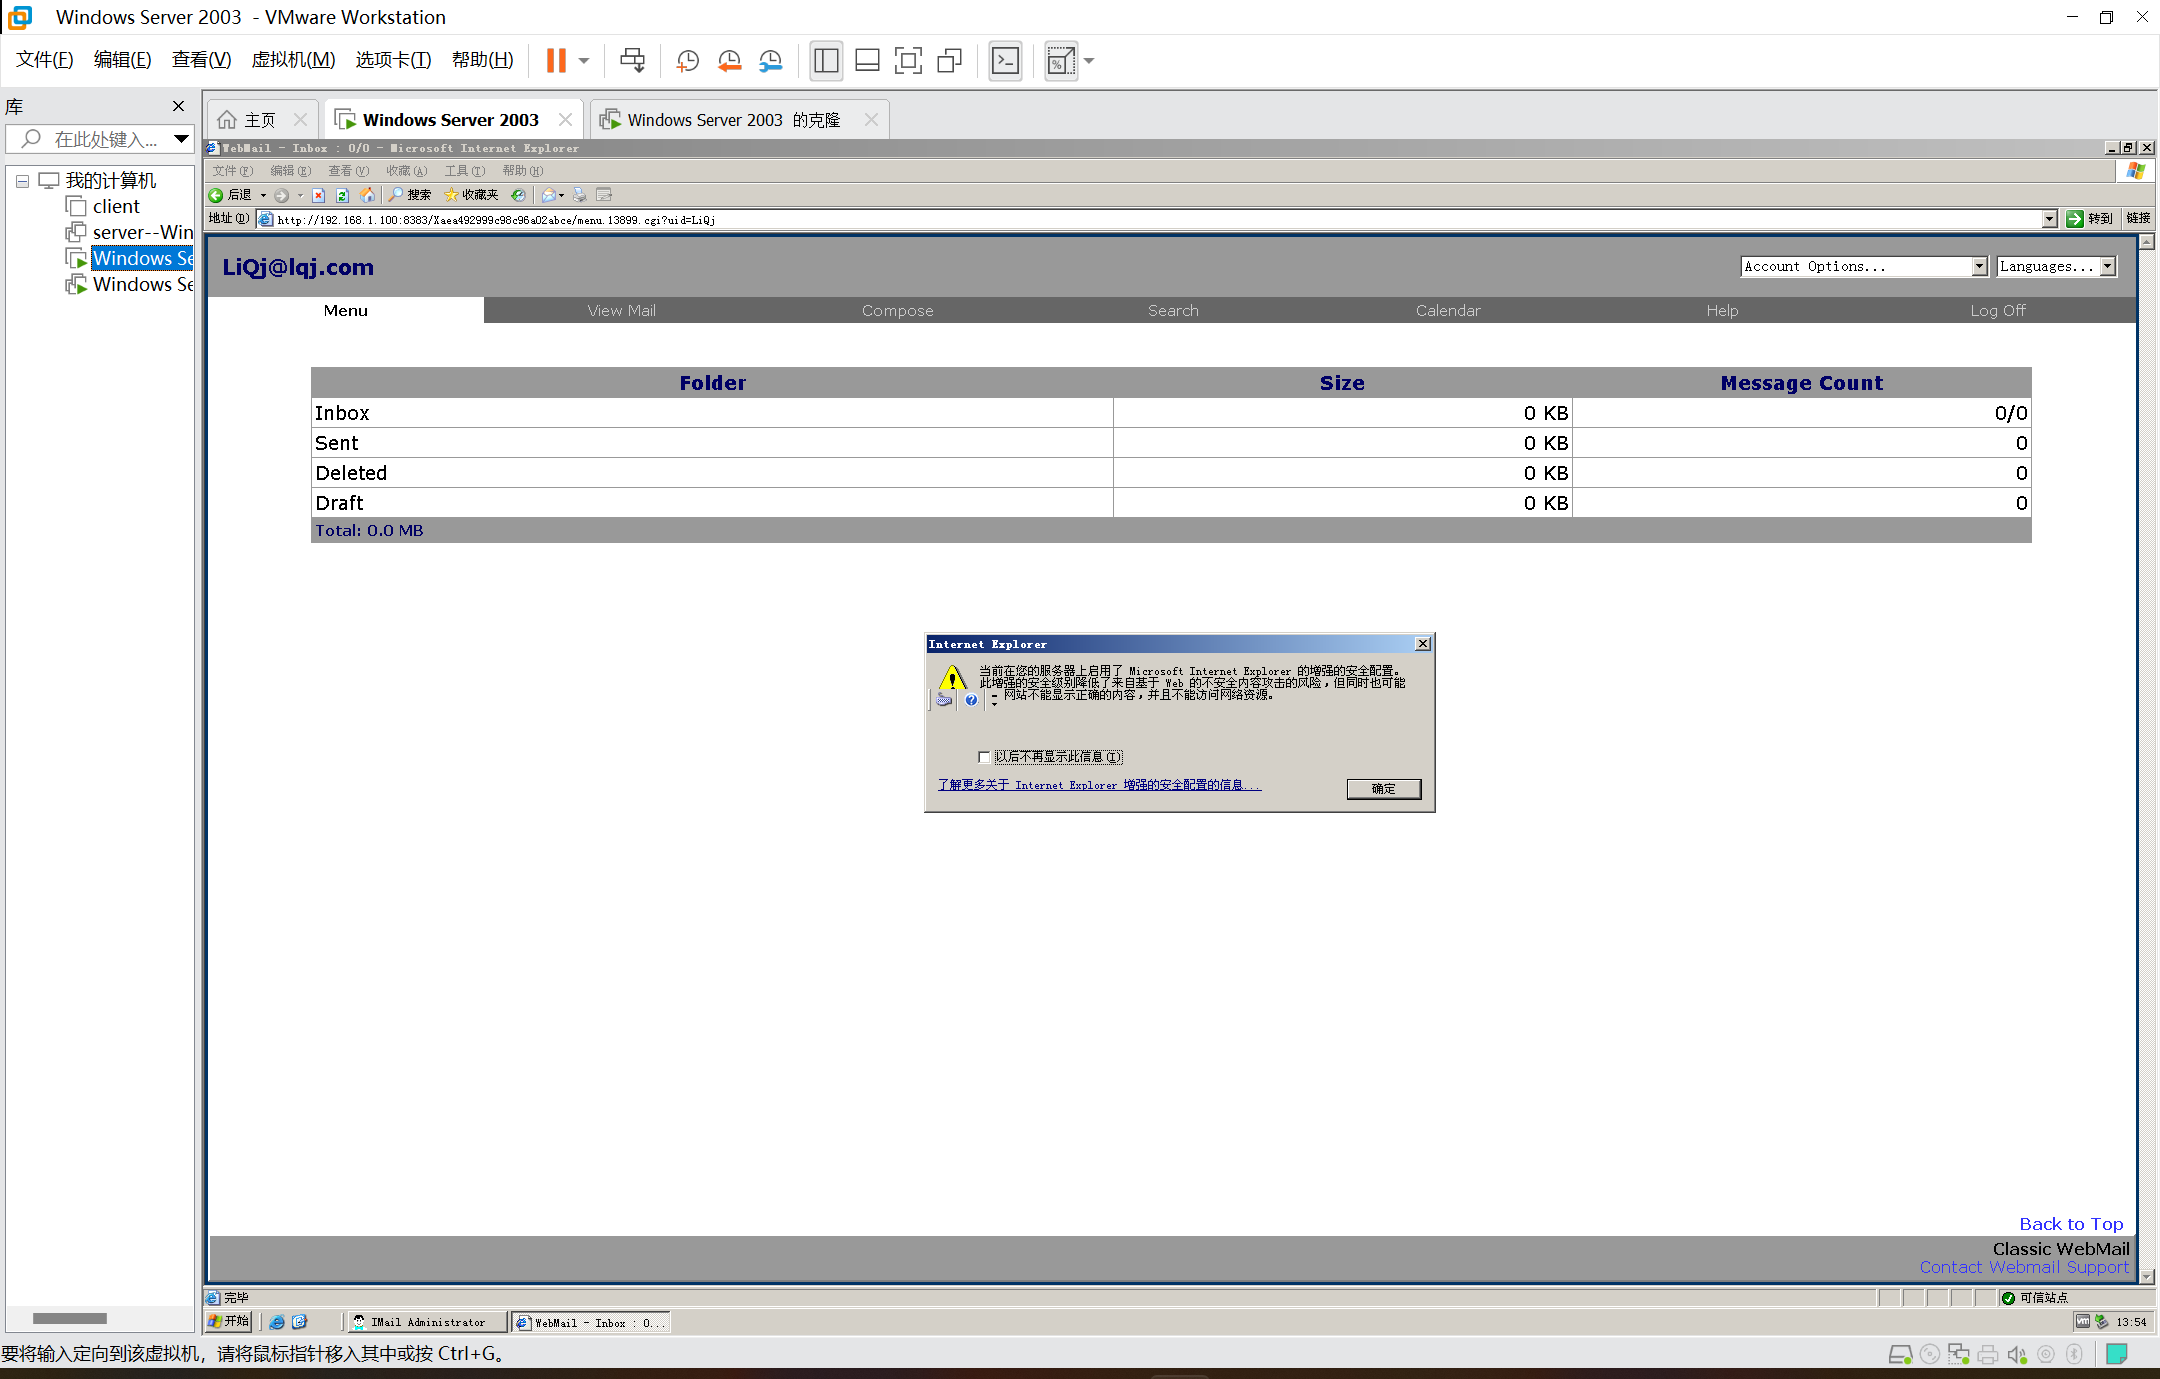 Windows Server 2003 - VMware Workstation
文件(F) 编辑(E) 查看(V) 虚拟机(M) 选项卡(T) 帮助(H)
库
在此处键入...
我的计算机
client
server--Win
Windows Se
Windows Se
主页
Windows Server 2003
Windows Server 2003 的克隆
WebMail - Inbox : 0/0 - Microsoft Internet Explorer
文件(F) 编辑(E) 查看(V) 收藏(A) 工具(T) 帮助(H)
后退 搜索 收藏夹
地址(D) http://192.168.1.100:8383/Xaea492999c98c96a02abce/menu.13899.cgi?uid=LiQj 转到 链接
LiQj@lqj.com
Account Options... Languages...
Menu View Mail Compose Search Calendar Help Log Off
Folder Size Message Count
Inbox 0 KB 0/0
Sent 0 KB 0
Deleted 0 KB 0
Draft 0 KB 0
Total: 0.0 MB
Internet Explorer
当前在您的服务器上启用了 Microsoft Internet Explorer 的增强的安全配置。
此增强的安全级别降低了来自基于 Web 的不安全内容攻击的风险，但同时也可能
网站不能显示正确的内容，并且不能访问网络资源。
以后不再显示此信息(I)
了解更多关于 Internet Explorer 增强的安全配置的信息...
确定
Back to Top
Classic WebMail
Contact Webmail Support
完毕
可信站点
开始 IMail Administrator WebMail - Inbox : 0... 13:54
要将输入定向到该虚拟机，请将鼠标指针移入其中或按 Ctrl+G。